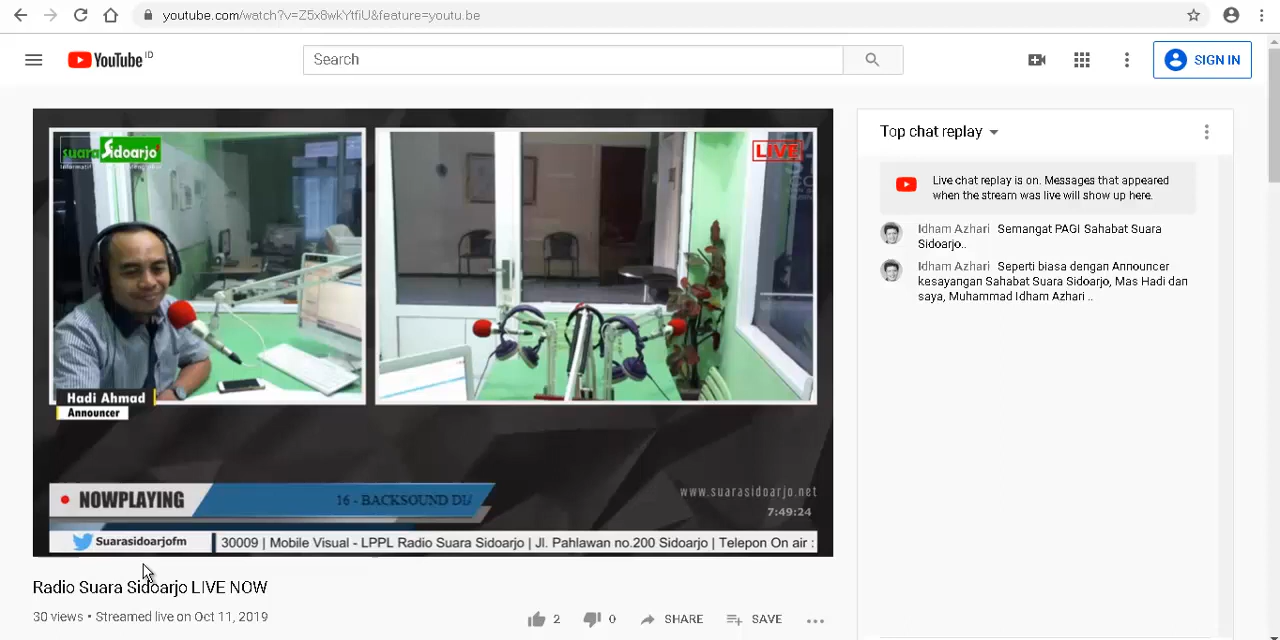 youtube.com/watch?v=Z5x8wkYtfiU&feature=youtu.be
YouTube ID
Search
SIGN IN
suara Sidoarjo
LIVE
Hadi Ahmad
Announcer
NOWPLAYING
16 - BACKSOUND
www.suarasidoarjo.net
7:49:24
Suarasidoarjofm
30009 | Mobile Visual - LPPL Radio Suara Sidoarjo | Jl. Pahlawan no.200 Sidoarjo | Telepon On air :
Radio Suara Sidoarjo LIVE NOW
30 views • Streamed live on Oct 11, 2019
2
0
SHARE
SAVE
Top chat replay
Live chat replay is on. Messages that appeared
when the stream was live will show up here.
Idham Azhari Semangat PAGI Sahabat Suara
Sidoarjo..
Idham Azhari Seperti biasa dengan Announcer
kesayangan Sahabat Suara Sidoarjo, Mas Hadi dan
saya, Muhammad Idham Azhari ..